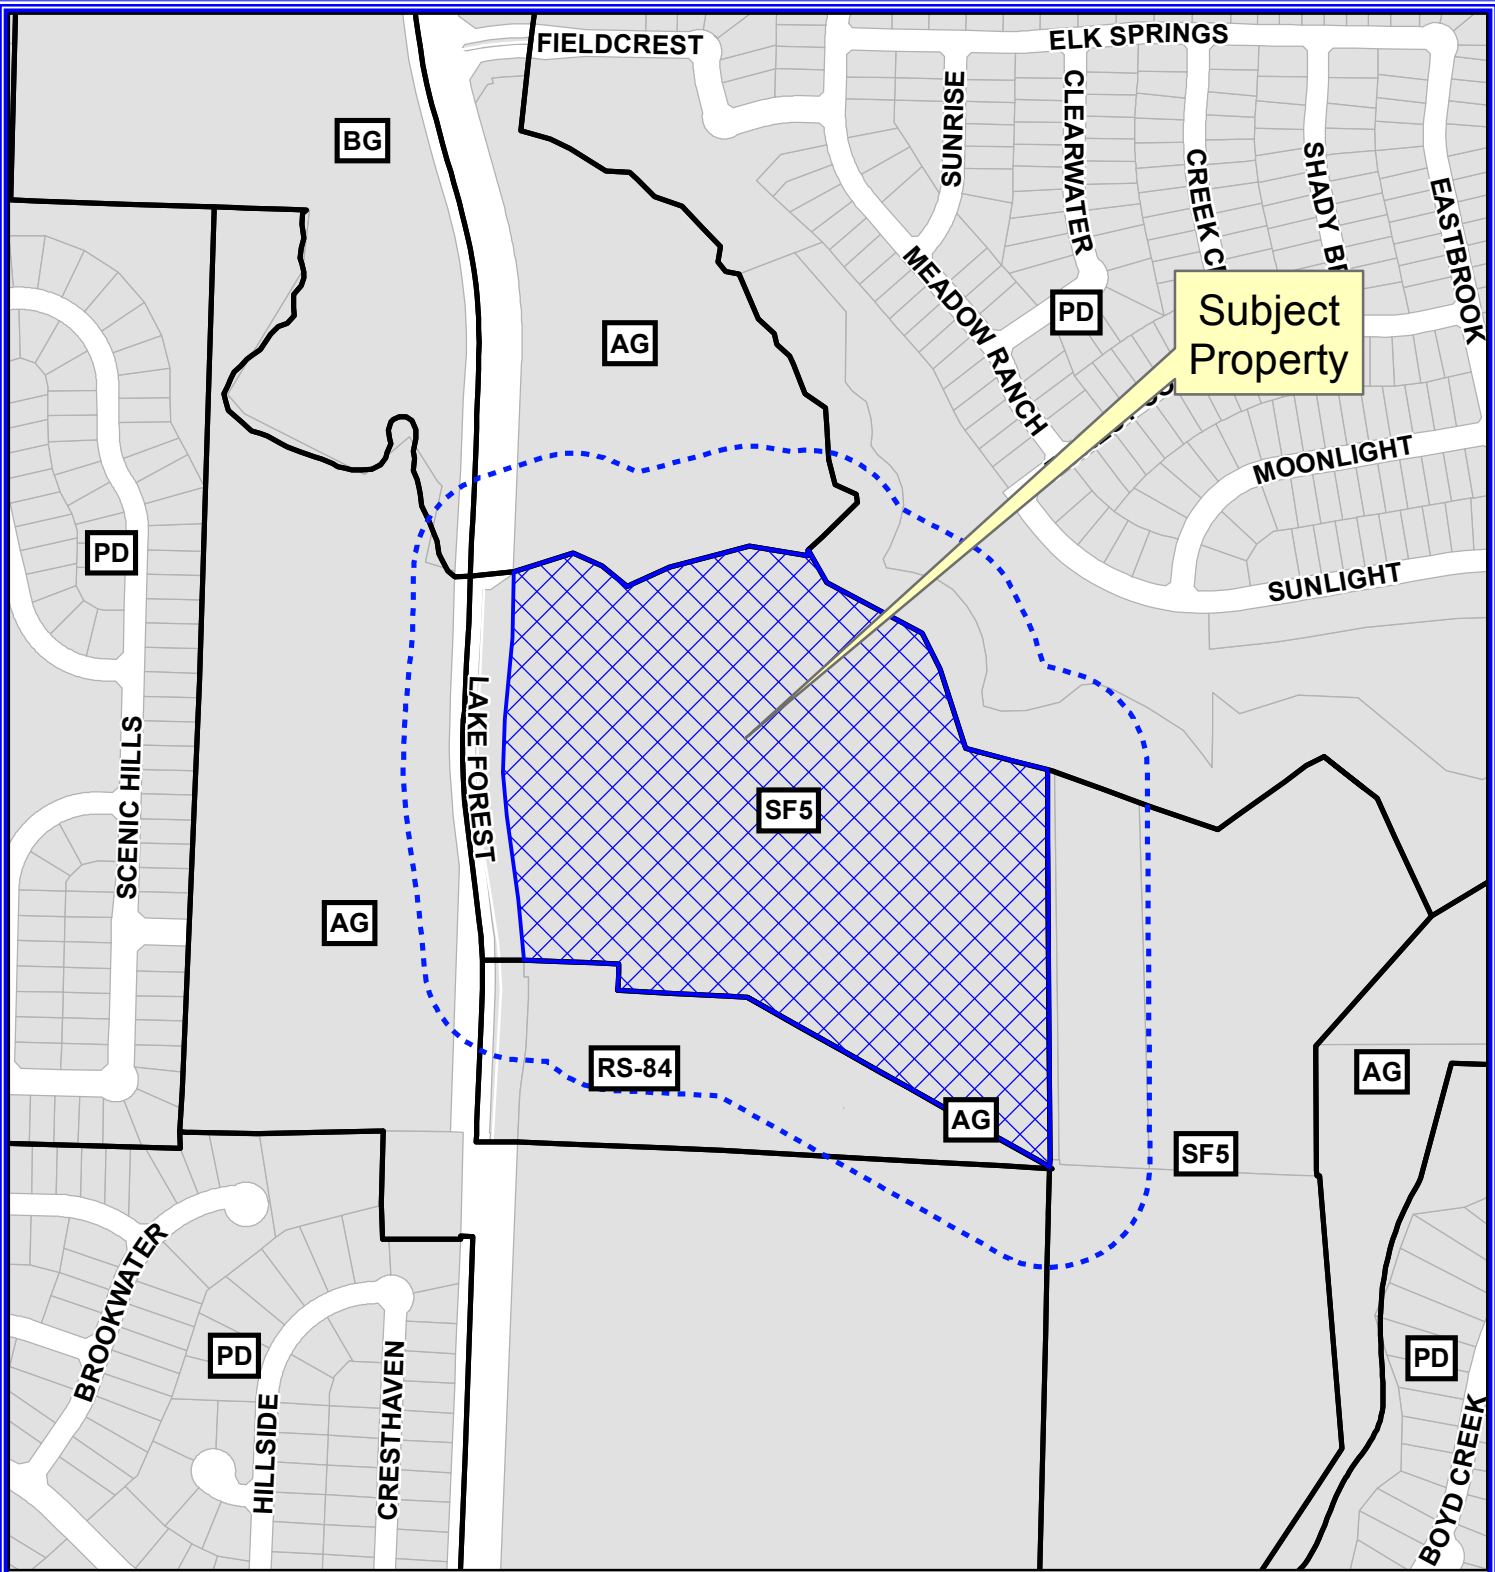 FIELDCREST
ELK SPRINGS
BG
SUNRISE
CLEARWATER
CREEK
SHADY
EASTBROOK
MEADOW RANCH
PD
Subject
Property
AG
MOONLIGHT
PD
SUNLIGHT
LAKE FOREST
SCENIC HILLS
SF5
AG
RS-84
AG
AG
SF5
BROOKWATER
PD
HILLSIDE
CRESTHAVEN
PD
BOYD CREEK